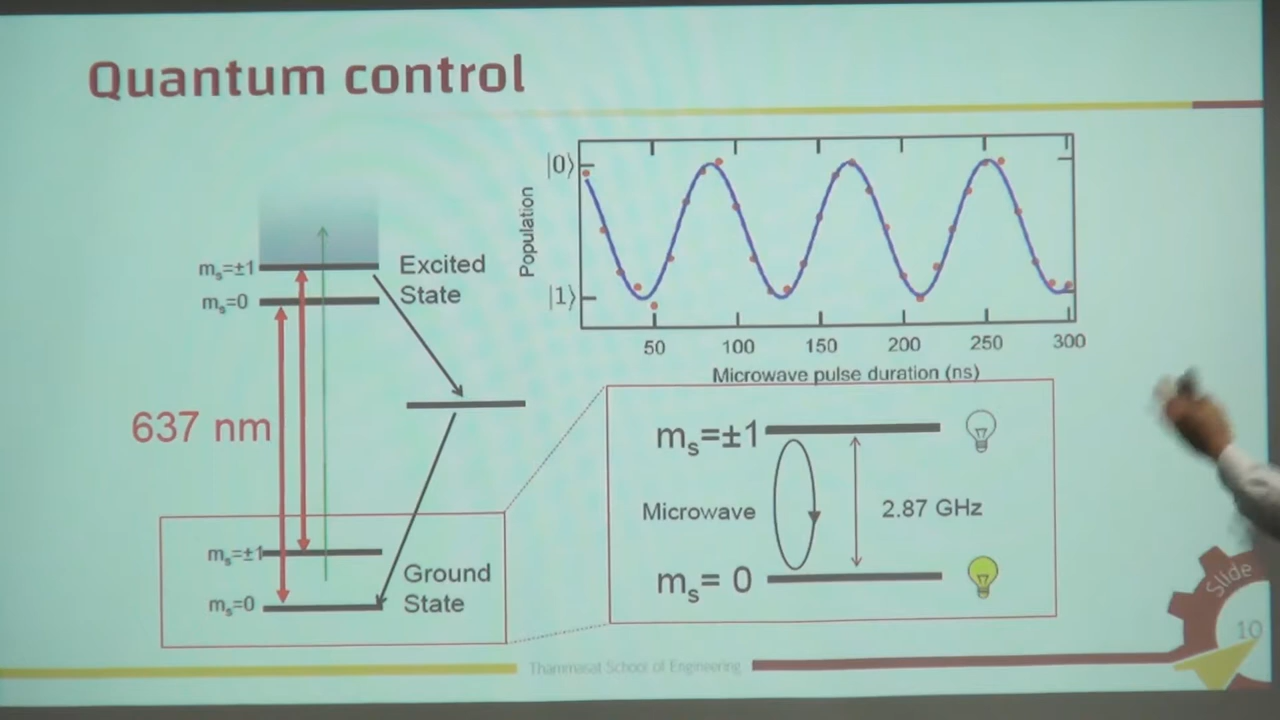 Quantum control
|0⟩
|1⟩
Population
50 100 150 200 250 300
Microwave pulse duration (ns)
mₛ=±1
mₛ=0
Excited
State
637 nm
mₛ=±1
mₛ=0
Ground
State
mₛ=±1
Microwave
2.87 GHz
mₛ= 0
Slide
10
Thammasat School of Engineering